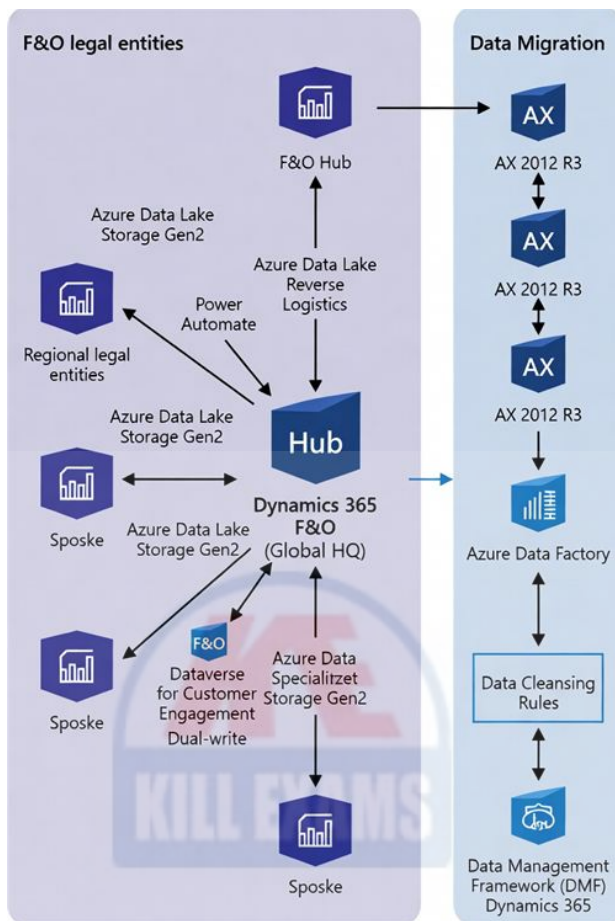 F&O legal entities
F&O Hub
Azure Data Lake
Storage Gen2
Azure Data Lake
Reverse
Logistics
Power
Automate
Regional legal
entities
Azure Data Lake
Storage Gen2
Hub
Sposke
Dynamics 365
F&O
(Global HQ)
Azure Data Lake
Storage Gen2
F&O
Sposke
Dataverse
for Customer
Engagement
Dual-write
Azure Data
Specialitzet
Storage Gen2
KILL EXAMS
Sposke
Data Migration
AX
AX 2012 R3
AX
AX 2012 R3
AX
AX 2012 R3
Azure Data Factory
Data Cleansing
Rules
Data Management
Framework (DMF)
Dynamics 365